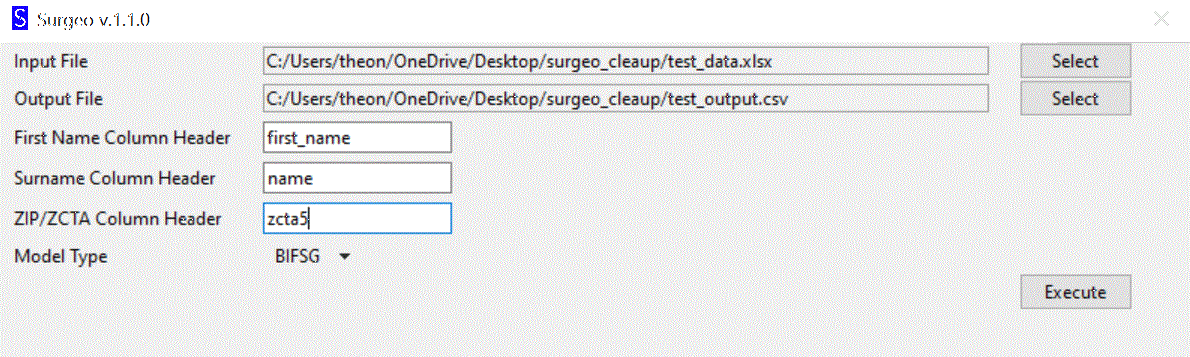 S Surgeo v.1.1.0
Input File C:/Users/theon/OneDrive/Desktop/surgeo_cleaup/test_data.xlsx Select
Output File C:/Users/theon/OneDrive/Desktop/surgeo_cleaup/test_output.csv Select
First Name Column Header first_name
Surname Column Header name
ZIP/ZCTA Column Header zcta5
Model Type BIFSG
Execute